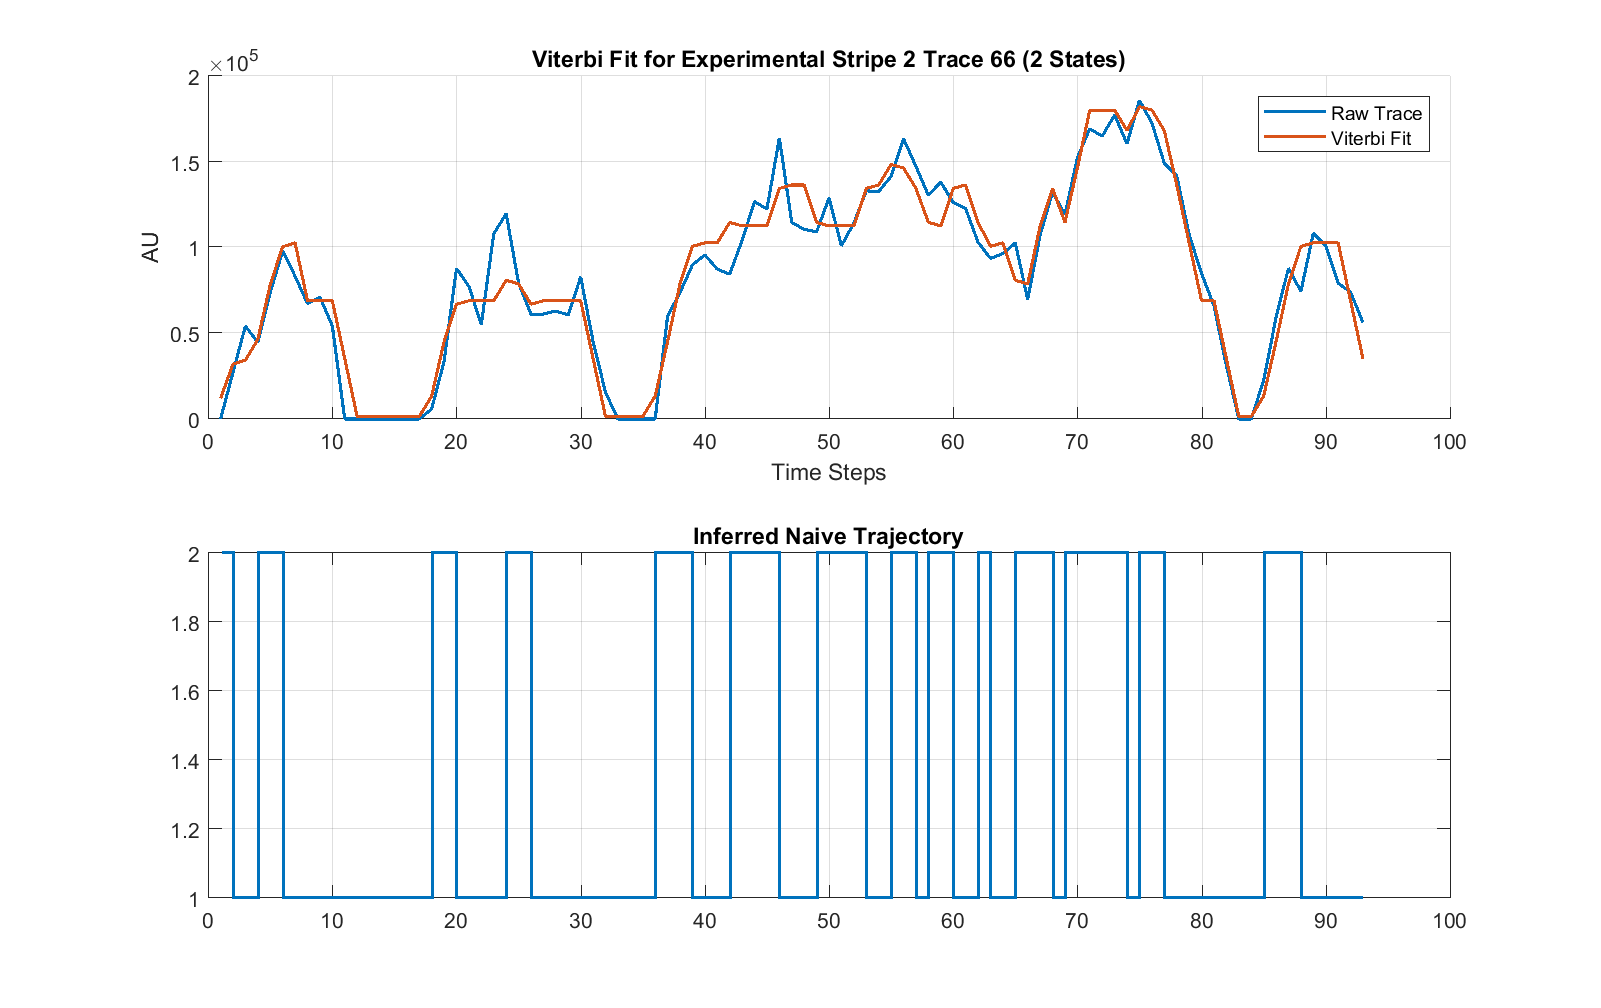 Viterbi Fit for Experimental Stripe 2 Trace 66 (2 States)
×10^5
2
1.5
1
0.5
0
AU
Raw Trace
Viterbi Fit
0 10 20 30 40 50 60 70 80 90 100
Time Steps
Inferred Naive Trajectory
2
1.8
1.6
1.4
1.2
1
0 10 20 30 40 50 60 70 80 90 100